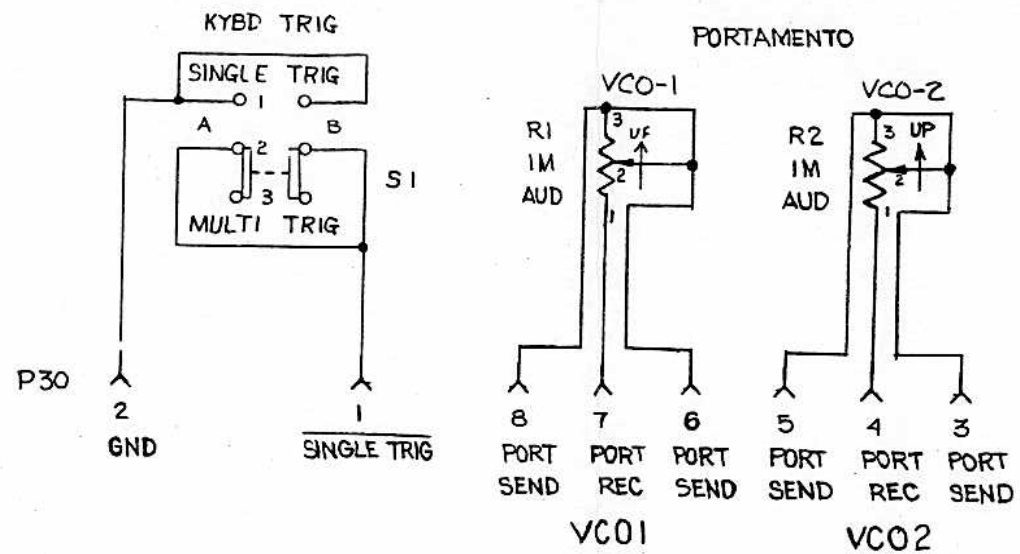 KYBD TRIG
SINGLE TRIG
1
A
B
2
3
MULTI TRIG
S1
P30
2
GND
1
SINGLE TRIG
PORTAMENTO
VCO-1
R1
1M
AUD
3
UP
2
1
VCO-2
R2
1M
AUD
3
UP
2
1
8
PORT
SEND
7
PORT
REC
6
PORT
SEND
VCO1
5
PORT
SEND
4
PORT
REC
3
PORT
SEND
VCO2